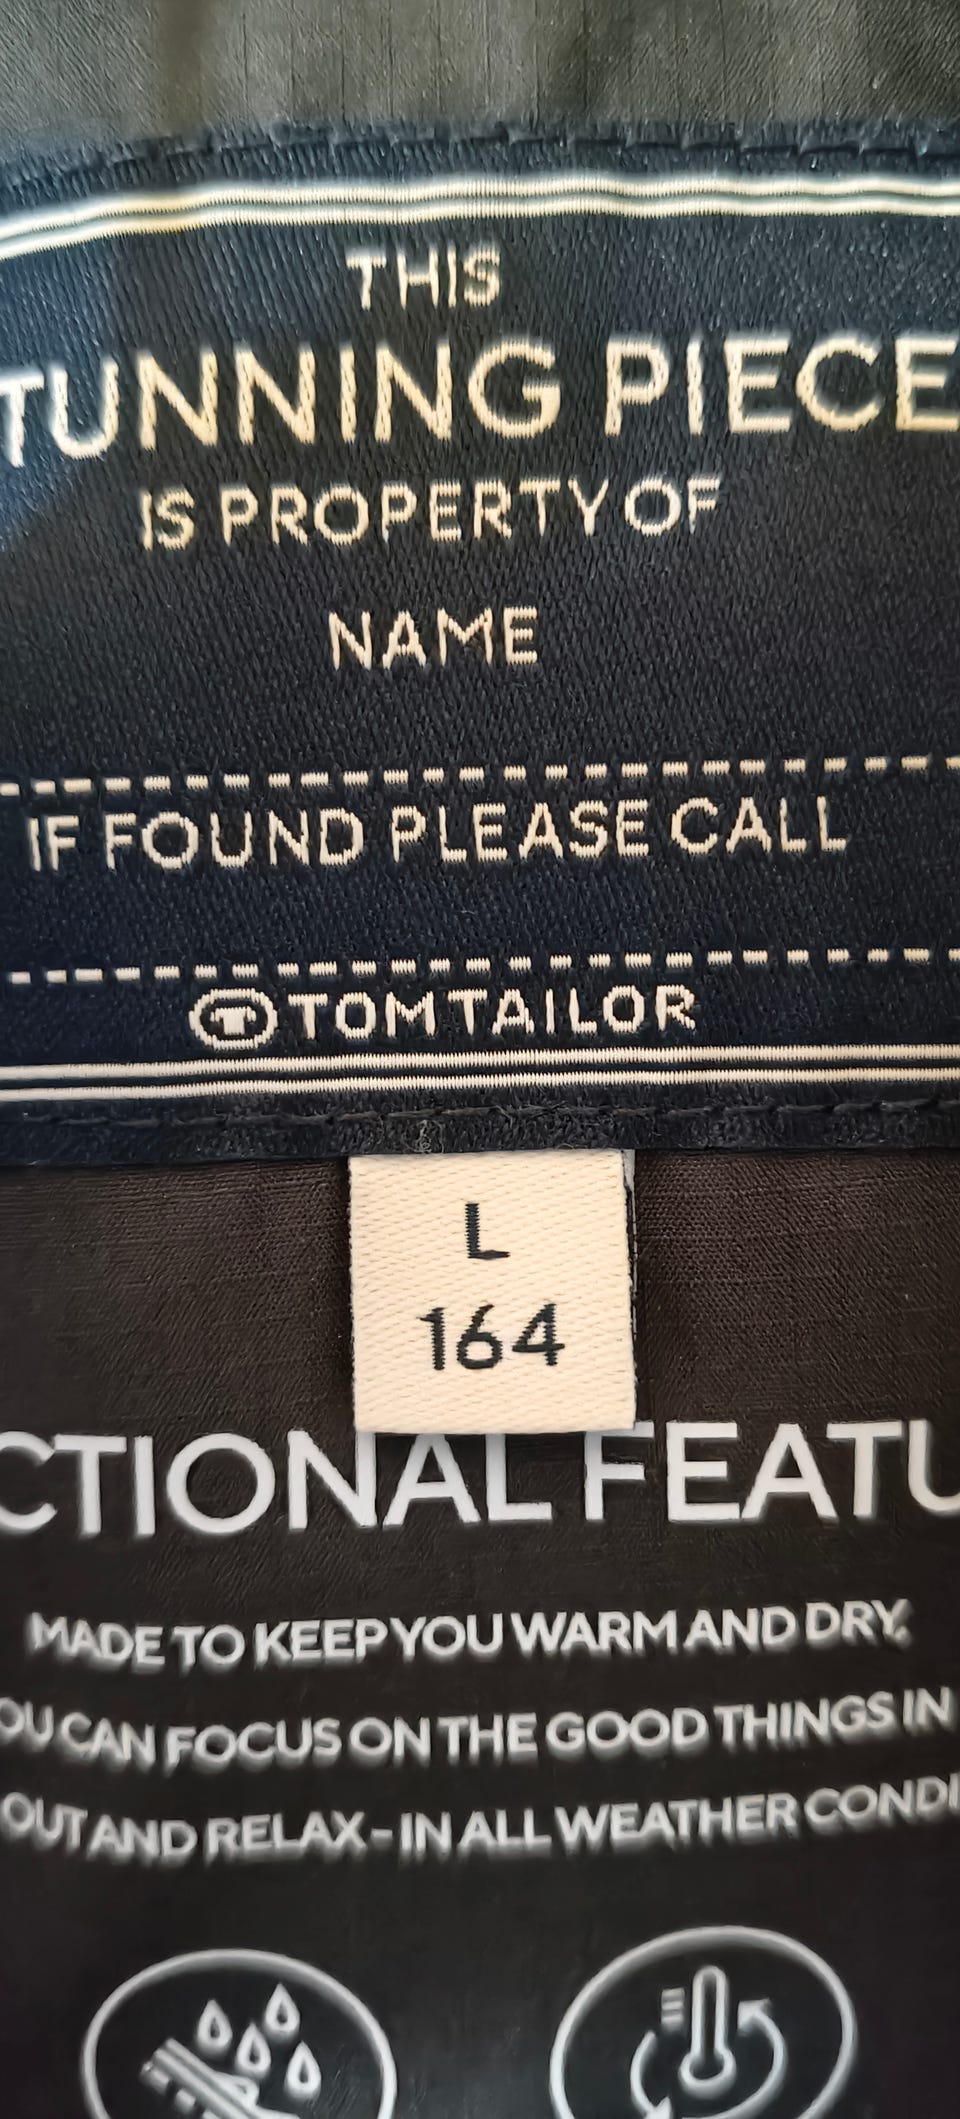 THIS
TUNNING PIECE
IS PROPERTY OF
NAME
IF FOUND PLEASE CALL
TOM TAILOR
L
164
CTIONAL FEATU
MADE TO KEEP YOU WARM AND DRY,
OU CAN FOCUS ON THE GOOD THINGS IN
OUT AND RELAX - IN ALL WEATHER CONDI